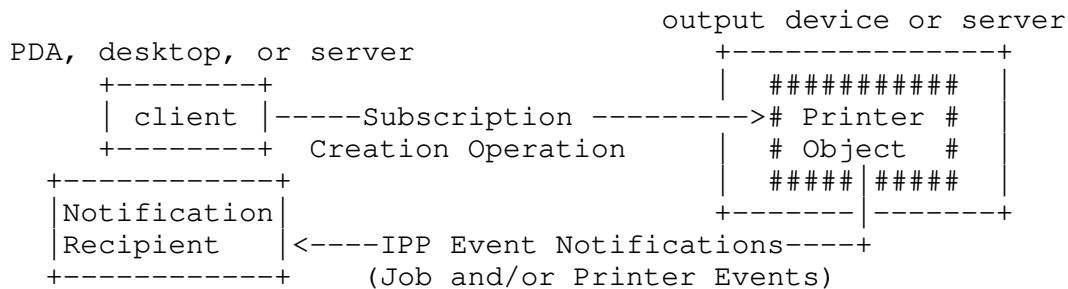 output device or server
PDA, desktop, or server
client
-----Subscription --------->
# Printer #
Creation Operation
# Object #
Notification
Recipient
<----IPP Event Notifications----+
(Job and/or Printer Events)